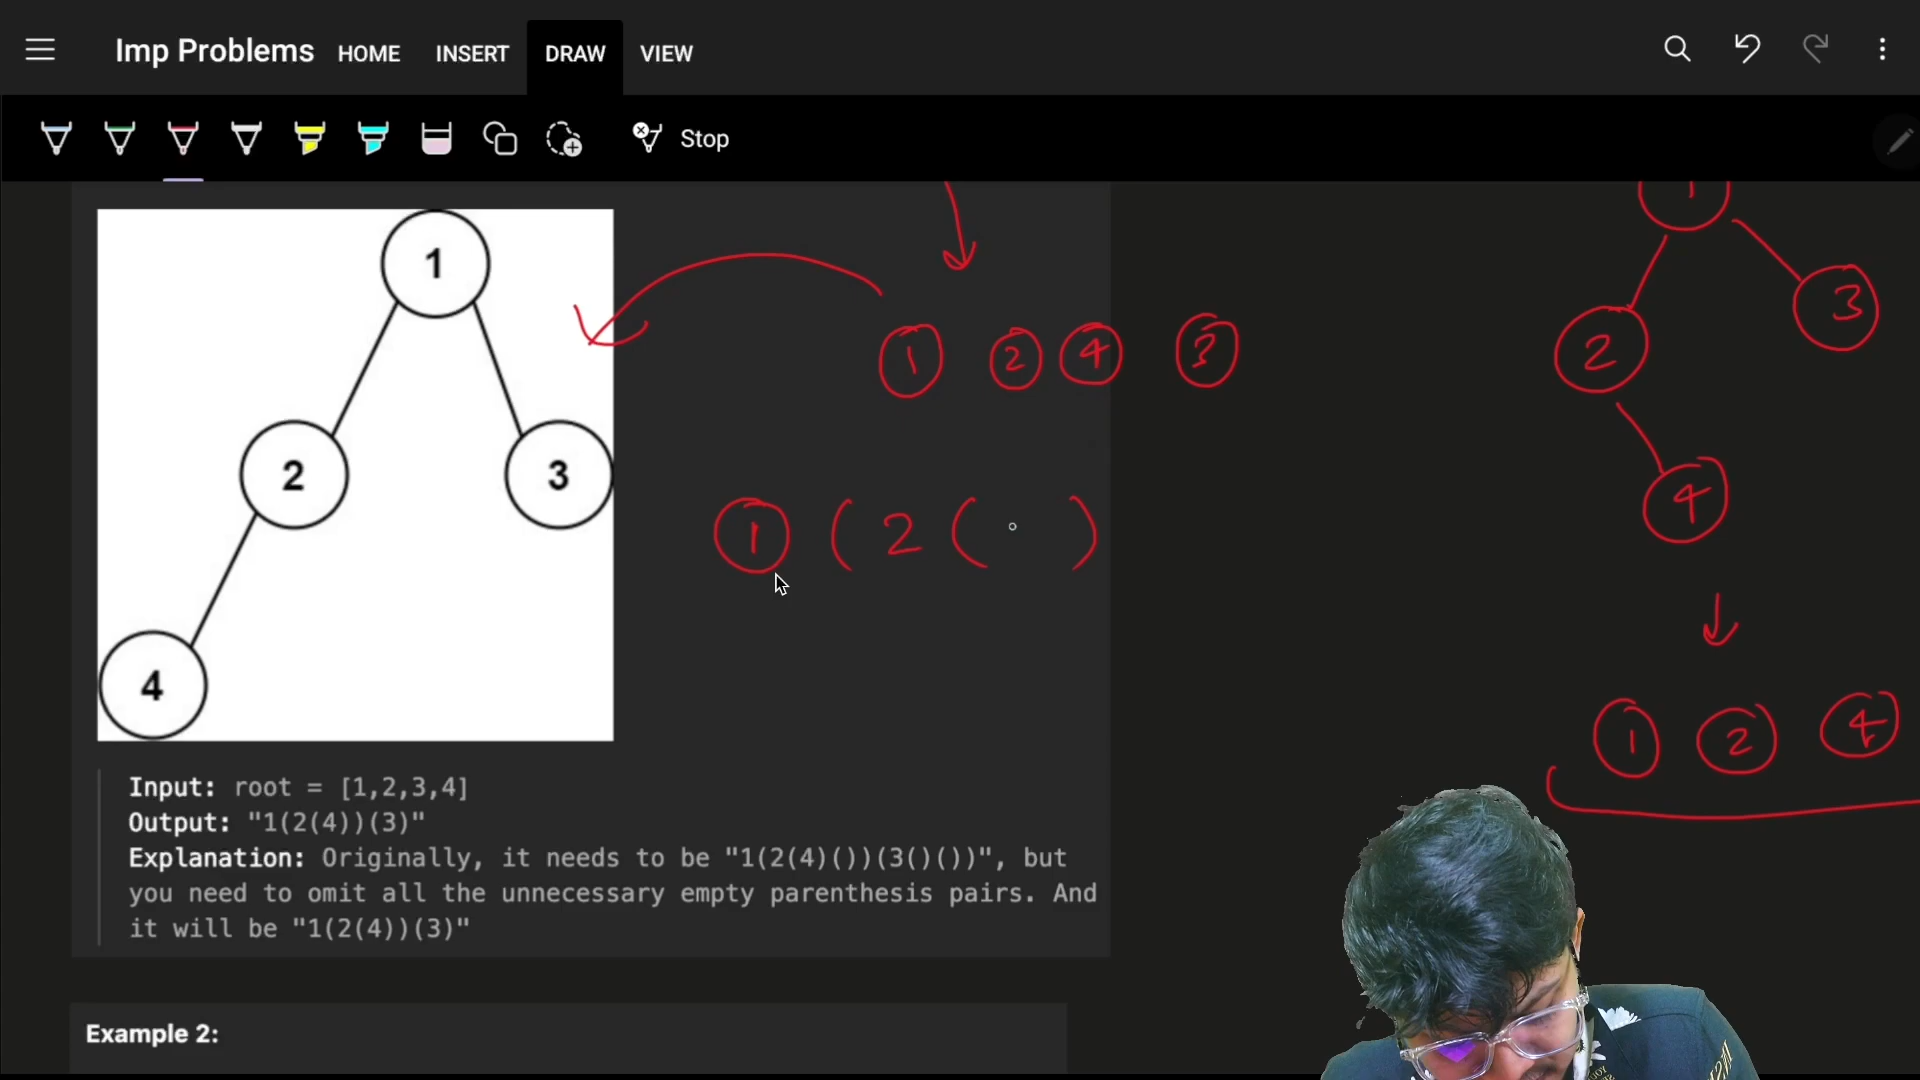 Imp Problems HOME INSERT DRAW VIEW
Stop
1
2
3
4
1 2 4 3
1 ( 2 ( )
1
2
3
4
1 2 4
Input: root = [1,2,3,4]
Output: "1(2(4))(3)"
Explanation: Originally, it needs to be "1(2(4)())(3()())", but
you need to omit all the unnecessary empty parenthesis pairs. And
it will be "1(2(4))(3)"
Example 2: